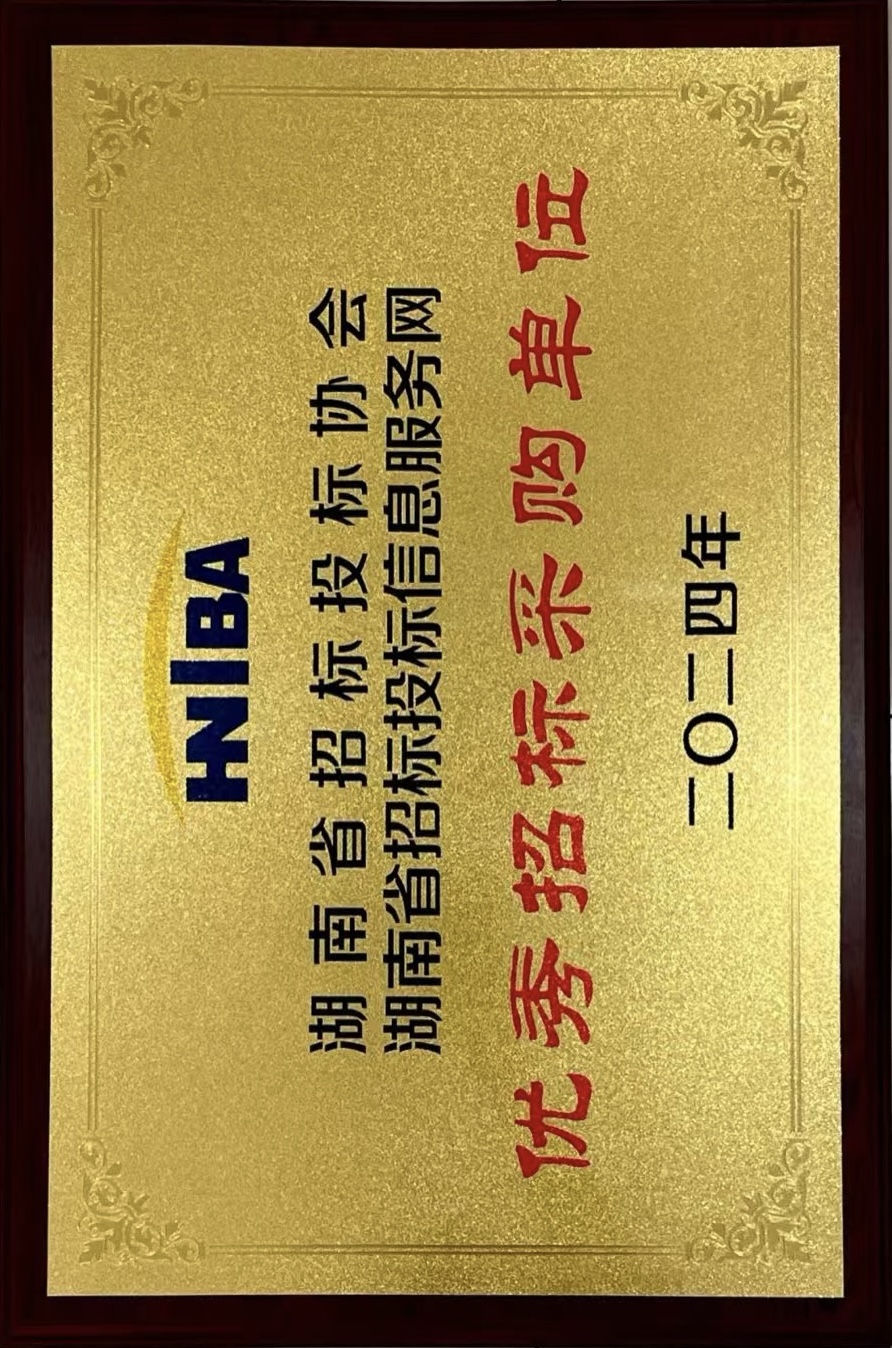 HNIBA
湖南省招标投标协会
湖南省招标投标信息服务网
优秀招标采购单位
二〇二四年